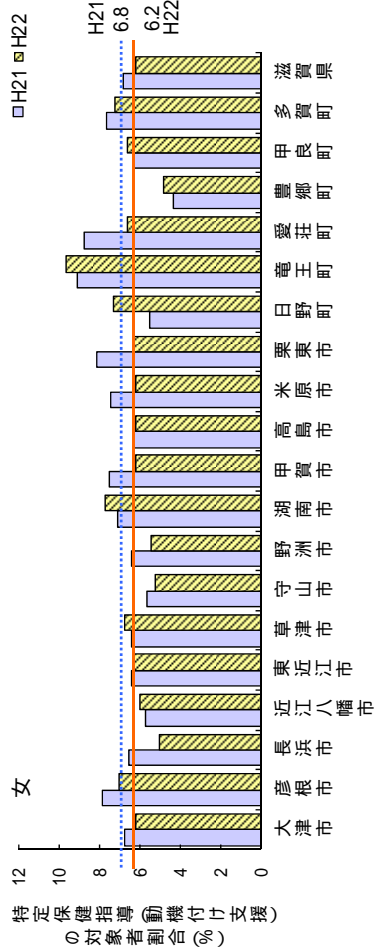 女
H21
H22
H21
6.8
6.2
H22
特定保健指導(動機付け支援)
の対象者割合(%)
12
10
8
6
4
2
0
大津市
彦根市
長浜市
近江八幡市
東近江市
草津市
守山市
野洲市
湖南市
甲賀市
高島市
米原市
栗東市
日野町
竜王町
愛荘町
豊郷町
甲良町
多賀町
滋賀県